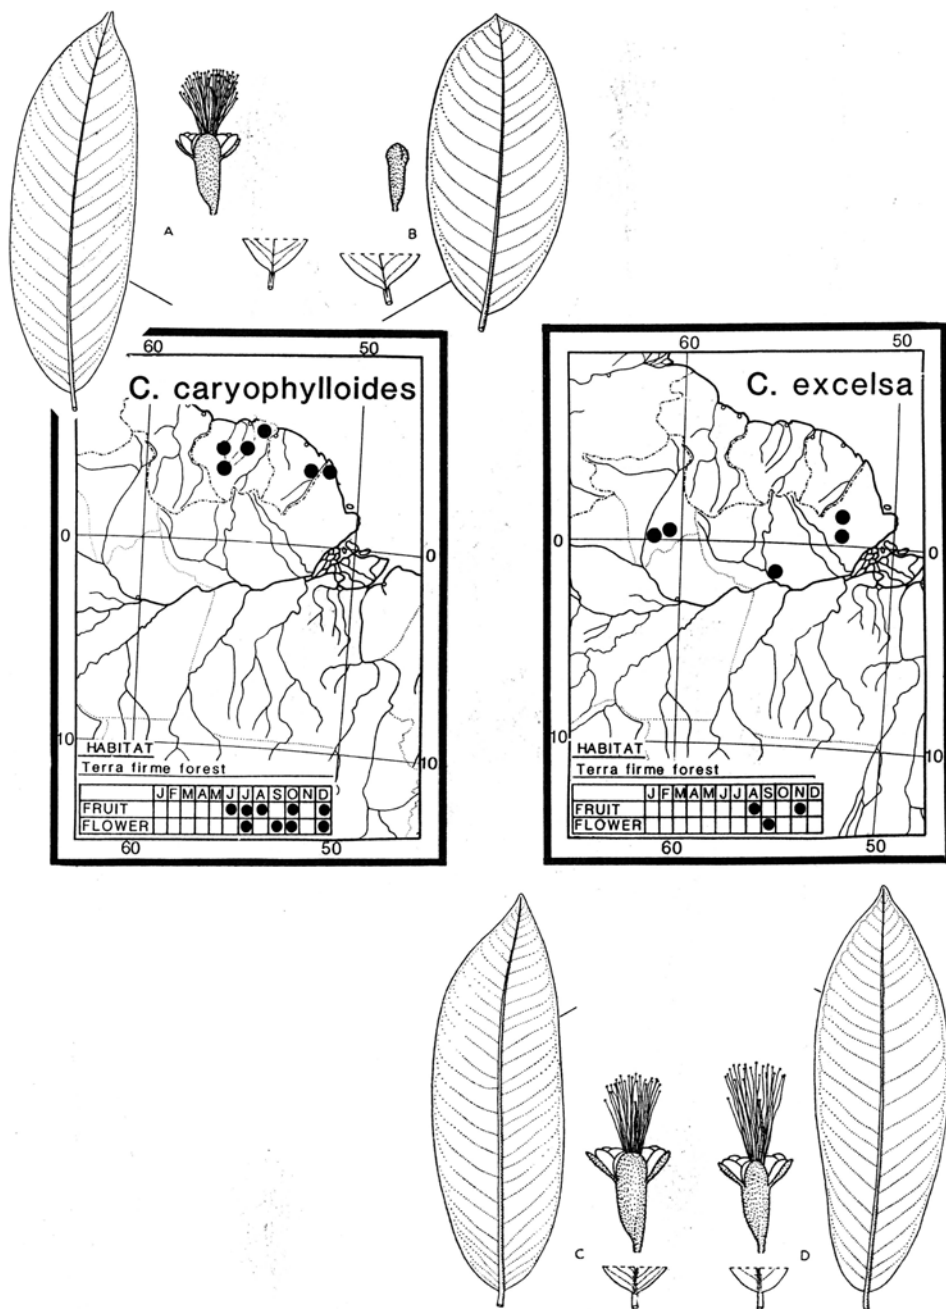 A
B
60
50
C. caryophylloides
0
0
10
10
HABITAT
Terra firme forest
J F M A M J J A S O N D
FRUIT
FLOWER
60
50
60
50
C. excelsa
0
0
10
10
HABITAT
Terra firme forest
J F M A M J J A S O N D
FRUIT
FLOWER
60
50
C
D